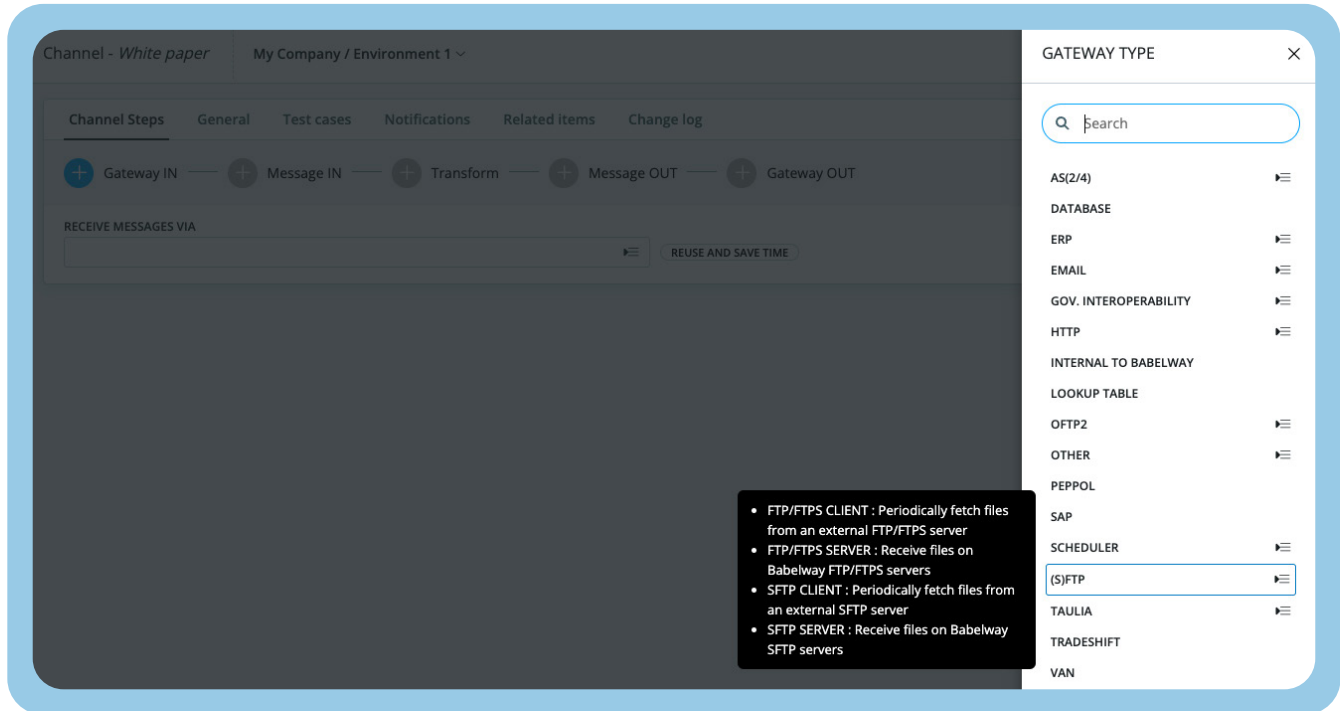 Channel - White paper
My Company / Environment 1
Channel Steps General Test cases Notifications Related items Change log
Gateway IN Message IN Transform Message OUT Gateway OUT
RECEIVE MESSAGES VIA
REUSE AND SAVE TIME
GATEWAY TYPE
Search
AS(2/4)
DATABASE
ERP
EMAIL
GOV. INTEROPERABILITY
HTTP
INTERNAL TO BABELWAY
LOOKUP TABLE
OFTP2
OTHER
PEPPOL
SAP
SCHEDULER
(S)FTP
TAULIA
TRADESHIFT
VAN
• FTP/FTPS CLIENT : Periodically fetch files
from an external FTP/FTPS server
• FTP/FTPS SERVER : Receive files on
Babelway FTP/FTPS servers
• SFTP CLIENT : Periodically fetch files from
an external SFTP server
• SFTP SERVER : Receive files on Babelway
SFTP servers